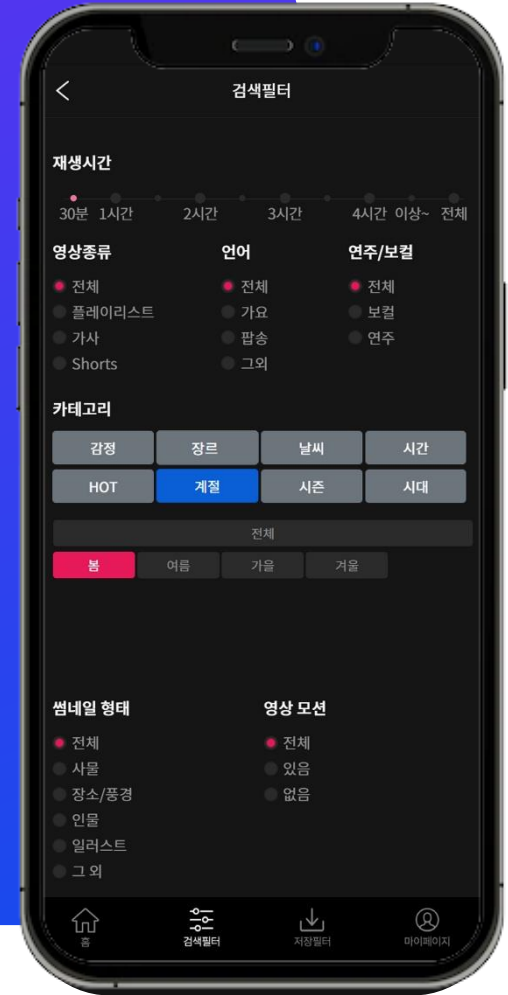 검색필터
재생시간
30분 1시간 2시간 3시간 4시간 이상~ 전체
영상종류 언어 연주/보컬
전체 전체 전체
플레이리스트 가요 보컬
가사 팝송 연주
Shorts 그외
카테고리
감정 장르 날씨 시간
HOT 계절 시즌 시대
전체
봄 여름 가을 겨울
썸네일 형태 영상 모션
전체 전체
사물 있음
장소/풍경 없음
인물
일러스트
그 외
홈 검색필터 저장필터 마이페이지